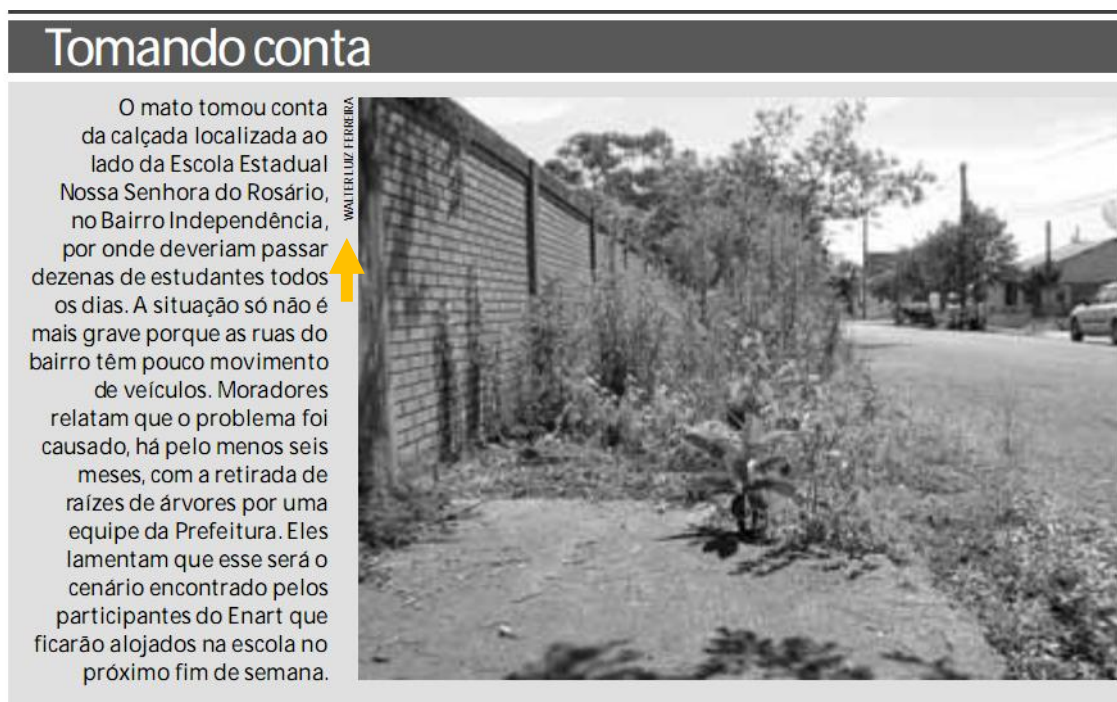 Tomando conta
O mato tomou conta
da calçada localizada ao
lado da Escola Estadual
Nossa Senhora do Rosário,
no Bairro Independência,
por onde deveriam passar
dezenas de estudantes todos
os dias. A situação só não é
mais grave porque as ruas do
bairro têm pouco movimento
de veículos. Moradores
relatam que o problema foi
causado, há pelo menos seis
meses, com a retirada de
raízes de árvores por uma
equipe da Prefeitura. Eles
lamentam que esse será o
cenário encontrado pelos
participantes do Enart que
ficarão alojados na escola no
próximo fim de semana.
WALTER LUIZ FERREIRA